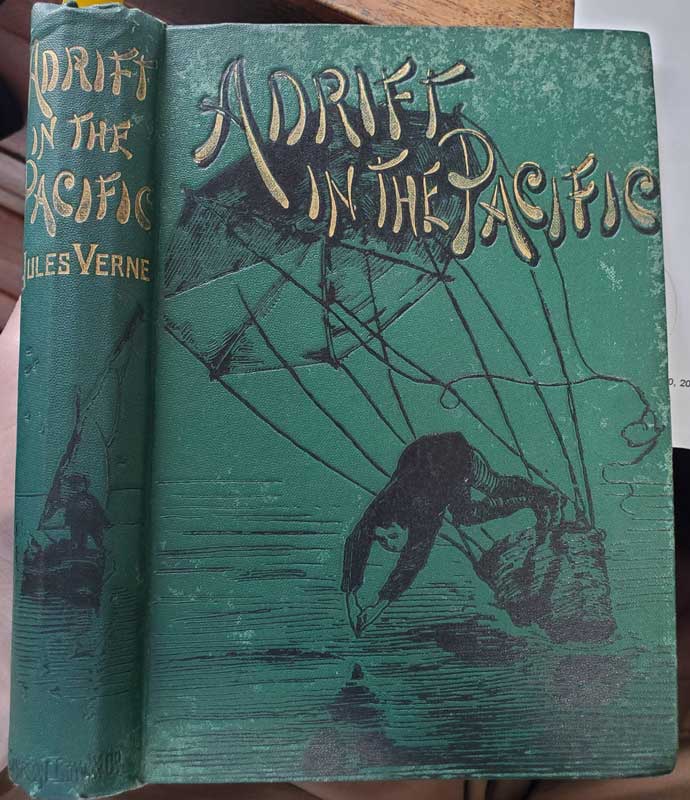 ADRIFT
IN THE
PACIFIC
JULES VERNE
ADRIFT
IN THE PACIFIC